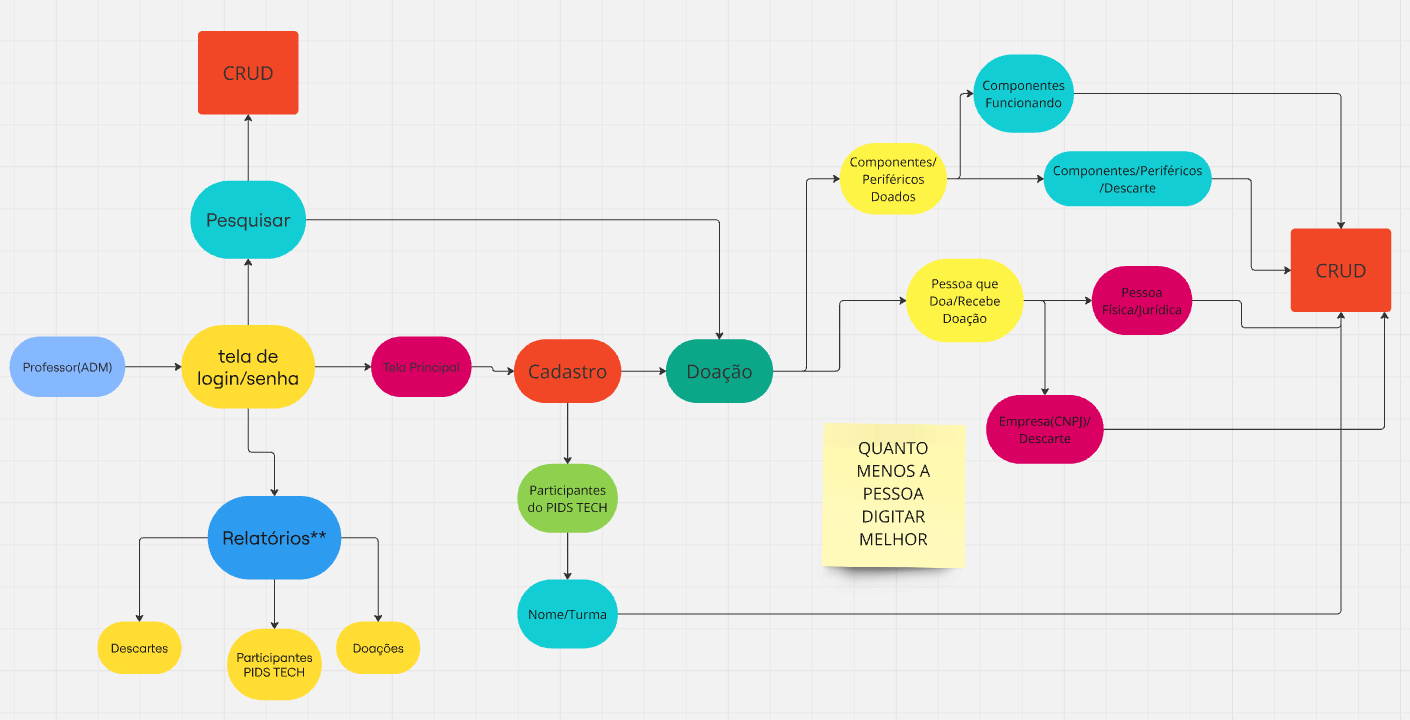 CRUD
Componentes
Funcionando
Componentes/
Periféricos
Doados
Componentes/Periféricos
/Descarte
Pesquisar
CRUD
Pessoa que
Doa/Recebe
Doação
Pessoa
Física/Jurídica
Professor(ADM)
tela de
login/senha
Tela Principal
Cadastro
Doação
Empresa(CNPJ)/
Descarte
QUANTO
MENOS A
PESSOA
DIGITAR
MELHOR
Participantes
do PIDS TECH
Relatórios**
Nome/Turma
Descartes
Participantes
PIDS TECH
Doações